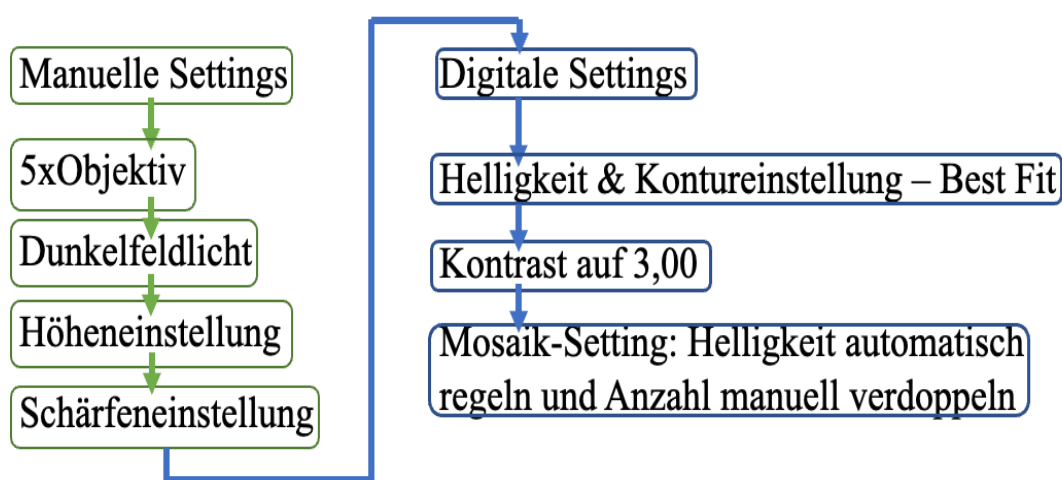 Manuelle Settings
5xObjektiv
Dunkelfeldlicht
Höheneinstellung
Schärfeneinstellung
Digitale Settings
Helligkeit & Kontureinstellung – Best Fit
Kontrast auf 3,00
Mosaik-Setting: Helligkeit automatisch
regeln und Anzahl manuell verdoppeln